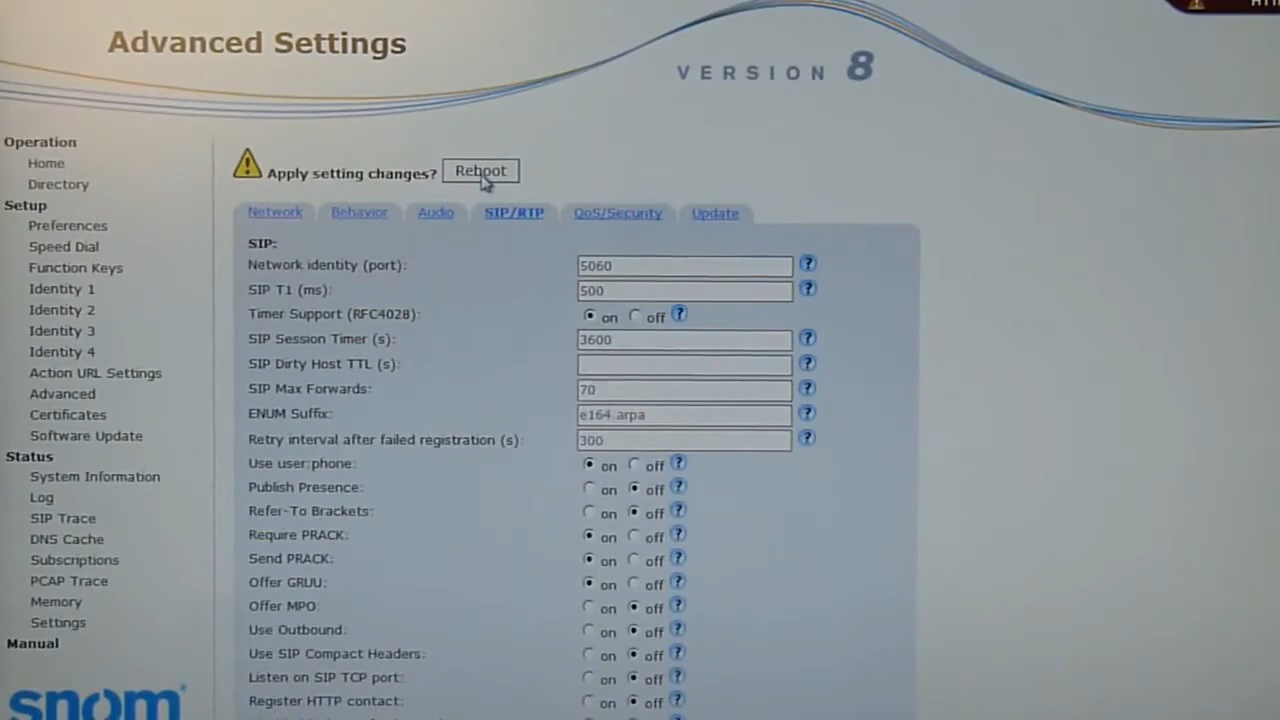 Advanced Settings
VERSION 8
Operation
Home
Directory
Setup
Preferences
Speed Dial
Function Keys
Identity 1
Identity 2
Identity 3
Identity 4
Action URL Settings
Advanced
Certificates
Software Update
Status
System Information
Log
SIP Trace
DNS Cache
Subscriptions
PCAP Trace
Memory
Settings
Manual
snom
Apply setting changes? Reboot
Network Behavior Audio SIP/RTP QoS/Security Update
SIP:
Network identity (port): 5060 ?
SIP T1 (ms): 500 ?
Timer Support (RFC4028): on off ?
SIP Session Timer (s): 3600 ?
SIP Dirty Host TTL (s): ?
SIP Max Forwards: 70 ?
ENUM Suffix: e164.arpa ?
Retry interval after failed registration (s): 300 ?
Use user:phone: on off ?
Publish Presence: on off ?
Refer-To Brackets: on off ?
Require PRACK: on off ?
Send PRACK: on off ?
Offer GRUU: on off ?
Offer MPO: on off ?
Use Outbound: on off ?
Use SIP Compact Headers: on off ?
Listen on SIP TCP port: on off ?
Register HTTP contact: on off ?